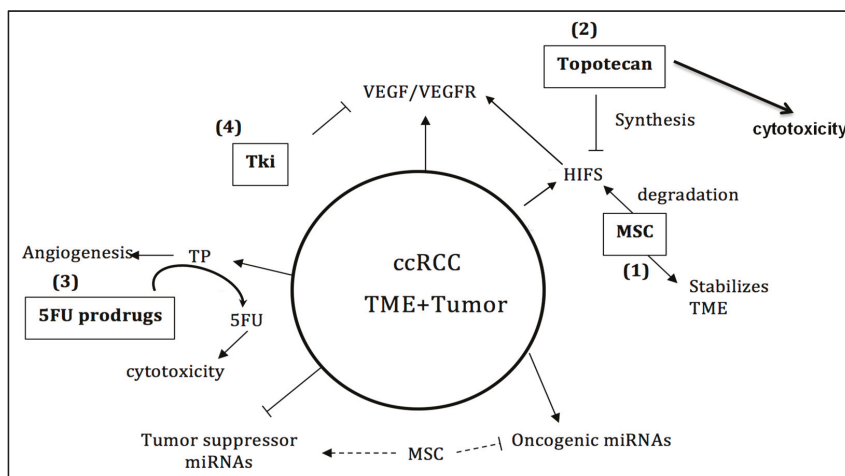 (2)
Topotecan
VEGF/VEGFR
Synthesis
cytotoxicity
(4)
Tki
HIFS
degradation
MSC
(1)
Stabilizes
TME
Angiogenesis
TP
(3)
5FU prodrugs
5FU
cytotoxicity
ccRCC
TME+Tumor
Tumor suppressor
miRNAs
MSC
Oncogenic miRNAs